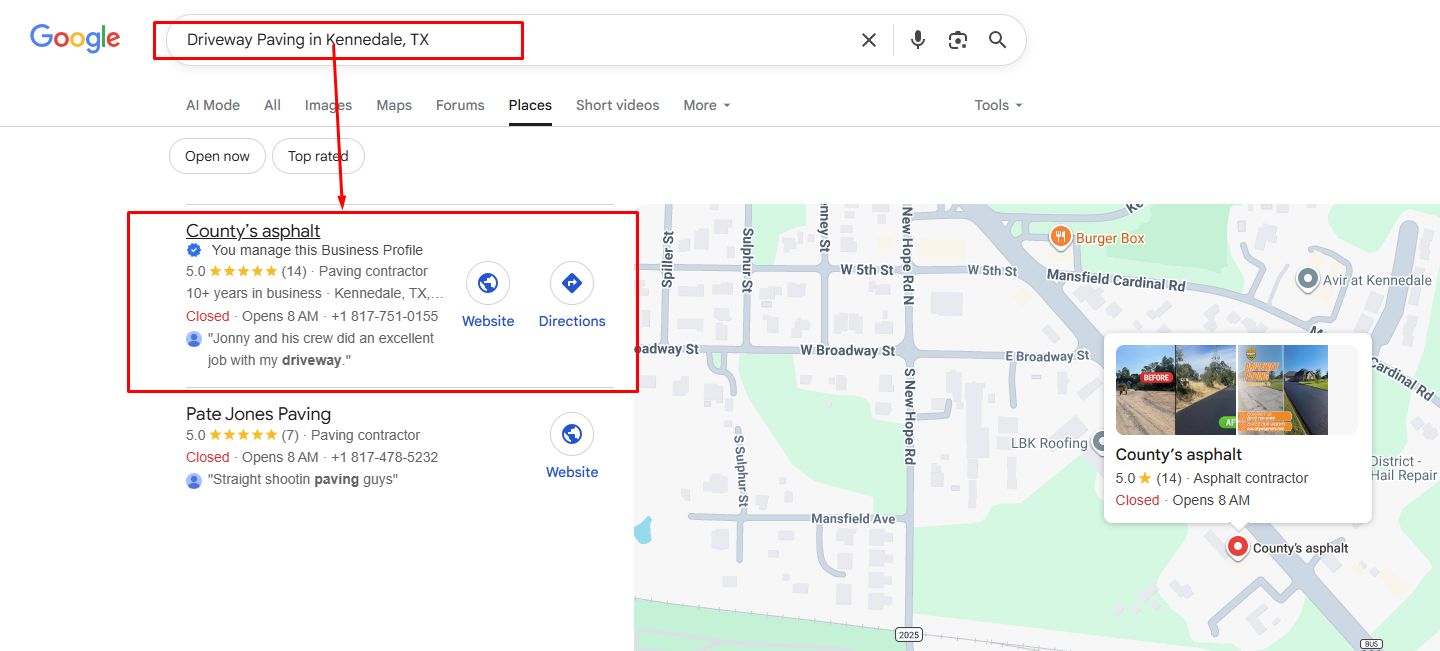 Google
Driveway Paving in Kennedale, TX
AI Mode
All
Images
Maps
Forums
Places
Short videos
More
Tools
Open now
Top rated
County's asphalt
You manage this Business Profile
5.0 ★★★★★ (14) · Paving contractor
10+ years in business · Kennedale, TX,...
Closed · Opens 8 AM · +1 817-751-0155
"Jonny and his crew did an excellent
job with my driveway."
Website
Directions
Pate Jones Paving
5.0 ★★★★★ (7) · Paving contractor
Closed · Opens 8 AM · +1 817-478-5232
"Straight shootin paving guys"
Website
Spiller St
Sulphur St
nney St
New Hope Rd N
W 5th St
W 5th St
Burger Box
Mansfield Cardinal Rd
Avir at Kennedale
oadway St
W Broadway St
E Broadway St
S New Hope Rd
S Sulphur St
Mansfield Ave
Cardinal Rd
LBK Roofing
District -
Hail Repair
BEFORE
AF
DRIVEWAY
PAVING
County's asphalt
5.0 ★ (14) · Asphalt contractor
Closed · Opens 8 AM
County's asphalt
2025
BUS